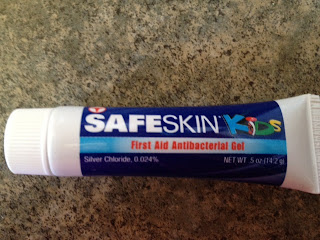 SAFESKIN KIDS
First Aid Antibacterial Gel
Silver Chloride, 0.024% NET WT .5 oz (14.2 g)